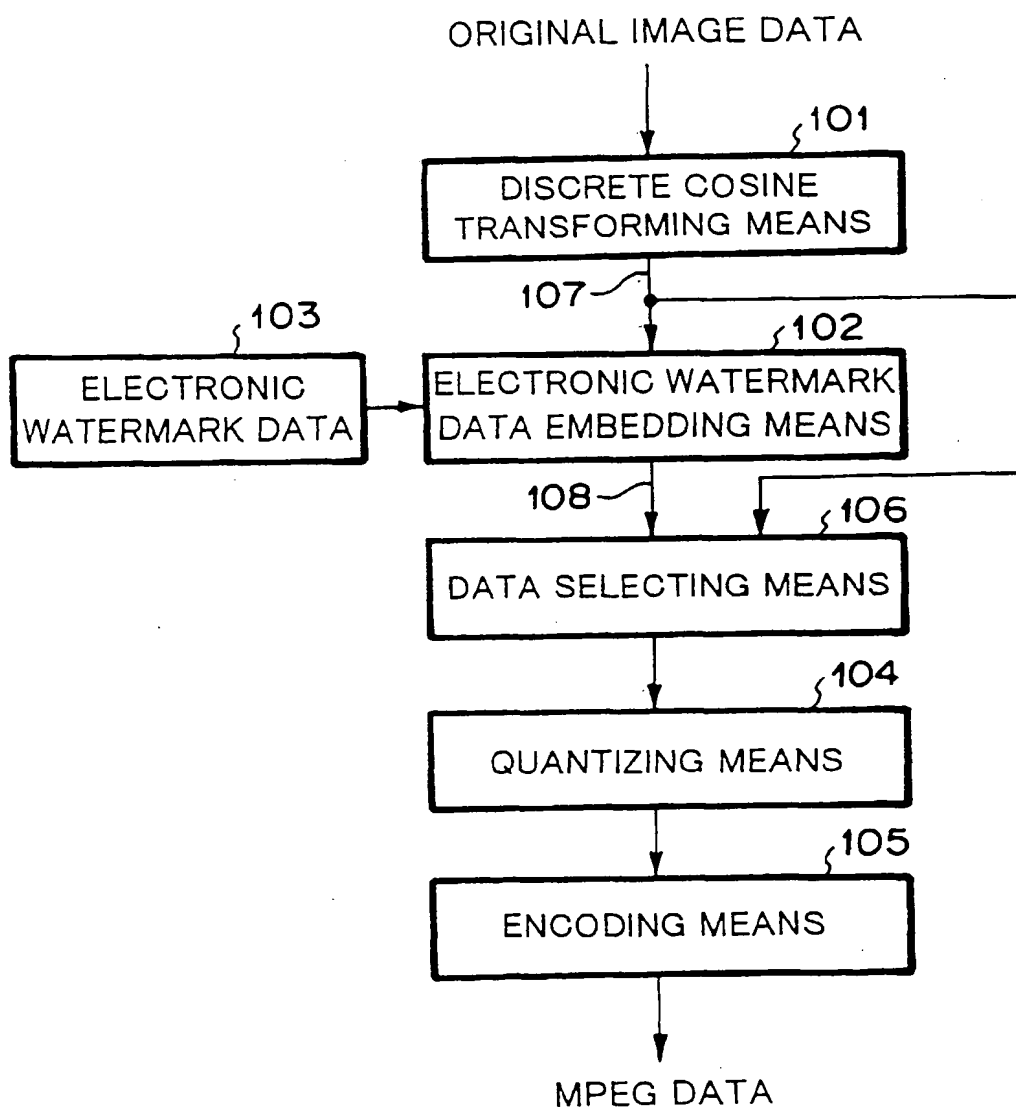 ORIGINAL IMAGE DATA
101
DISCRETE COSINE
TRANSFORMING MEANS
107
103
102
ELECTRONIC
WATERMARK DATA
ELECTRONIC WATERMARK
DATA EMBEDDING MEANS
108
106
DATA SELECTING MEANS
104
QUANTIZING MEANS
105
ENCODING MEANS
MPEG DATA